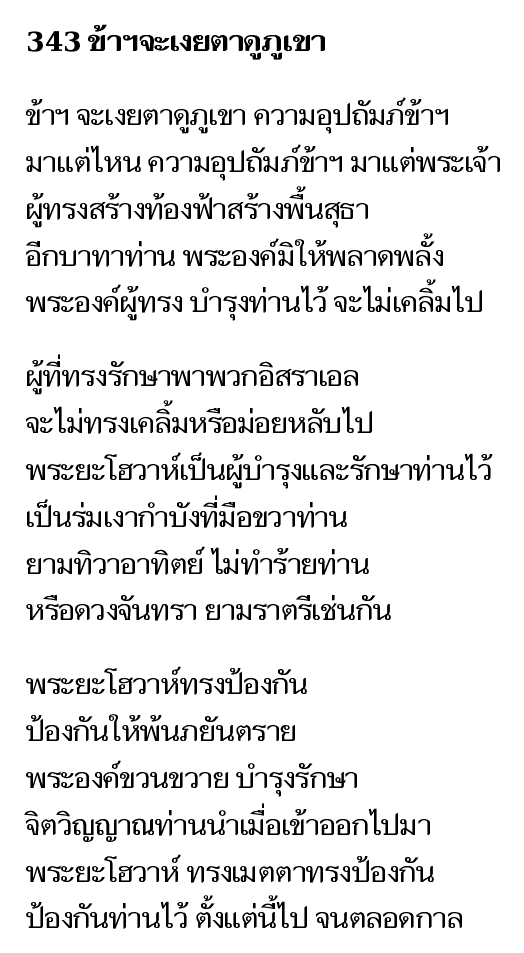 343 ข้าฯจะเงยตาดูภูเขา
ข้าฯ จะเงยตาดูภูเขา ความอุปถัมภ์ข้าฯ
มาแต่ไหน ความอุปถัมภ์ข้าฯ มาแต่พระเจ้า
ผู้ทรงสร้างท้องฟ้าสร้างพื้นสุธา
อีกบาทาท่าน พระองค์มิให้พลาดพลั้ง
พระองค์ผู้ทรง บำรุงท่านไว้ จะไม่เคลิ้มไป
ผู้ที่ทรงรักษาพาพวกอิสราเอล
จะไม่ทรงเคลิ้มหรือม่อยหลับไป
พระยะโฮวาห์เป็นผู้บำรุงและรักษาท่านไว้
เป็นร่มเงากำบังที่มือขวาท่าน
ยามทิวาอาทิตย์ ไม่ทำร้ายท่าน
หรือดวงจันทรา ยามราตรีเช่นกัน
พระยะโฮวาห์ทรงป้องกัน
ป้องกันให้พ้นภยันตราย
พระองค์ขวนขวาย บำรุงรักษา
จิตวิญญาณท่านนำเมื่อเข้าออกไปมา
พระยะโฮวาห์ ทรงเมตตาทรงป้องกัน
ป้องกันท่านไว้ ตั้งแต่นี้ไป จนตลอดกาล